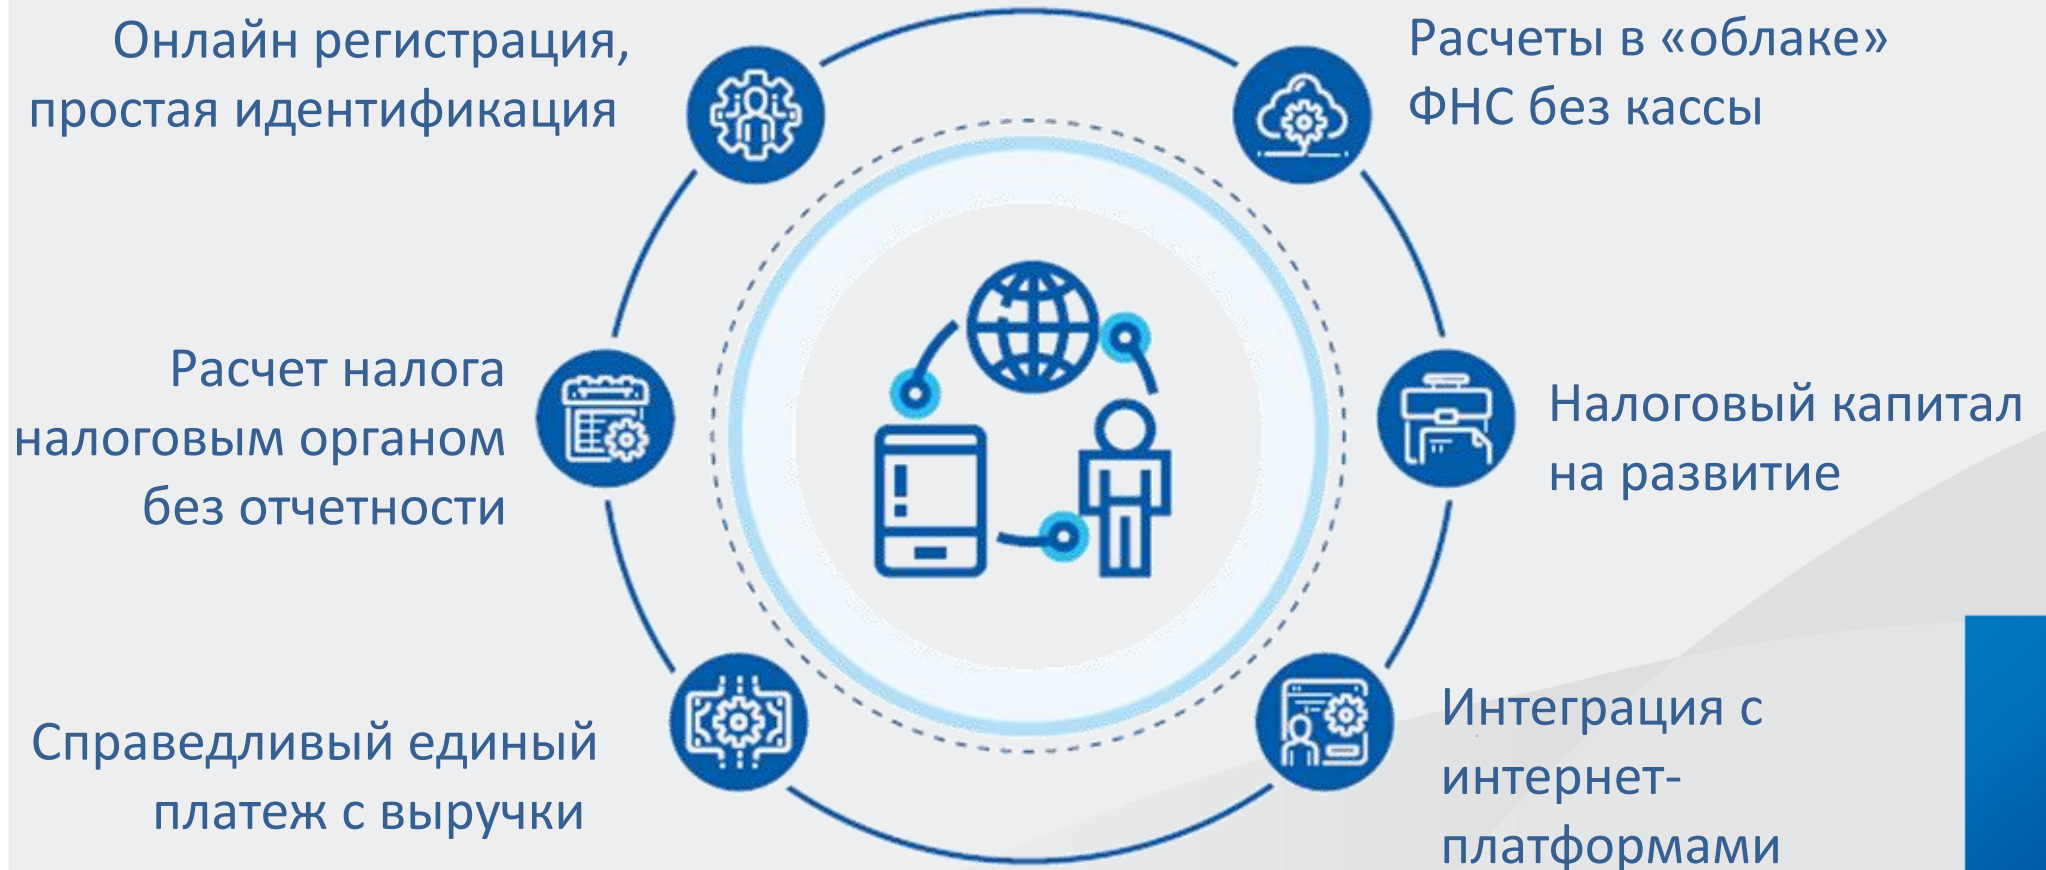 Онлайн регистрация,
простая идентификация
Расчеты в «облаке»
ФНС без кассы
Расчет налога
налоговым органом
без отчетности
Налоговый капитал
на развитие
Справедливый единый
платеж с выручки
Интеграция с
интернет-
платформами